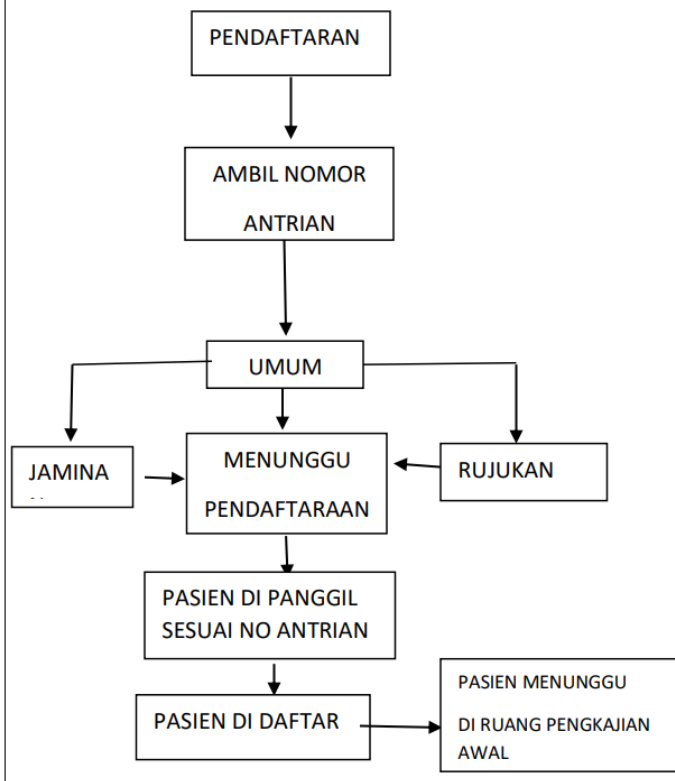 PENDAFTARAN
AMBIL NOMOR
ANTRIAN
UMUM
JAMINA
MENUNGGU
PENDAFTARAAN
RUJUKAN
PASIEN DI PANGGIL
SESUAI NO ANTRIAN
PASIEN DI DAFTAR
PASIEN MENUNGGU
DI RUANG PENGKAJIAN
AWAL